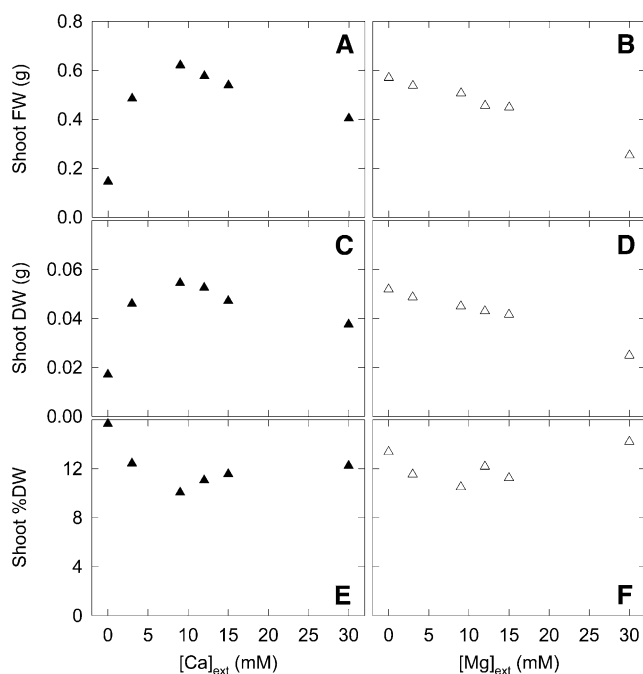 0.8
A
B
Shoot FW (g)
0.6
0.4
0.2
0.0
C
D
Shoot DW (g)
0.06
0.04
0.02
0.00
Shoot %DW
12
8
4
0
E
F
0 5 10 15 20 25 30 0 5 10 15 20 25 30
[Ca]ext (mM) [Mg]ext (mM)